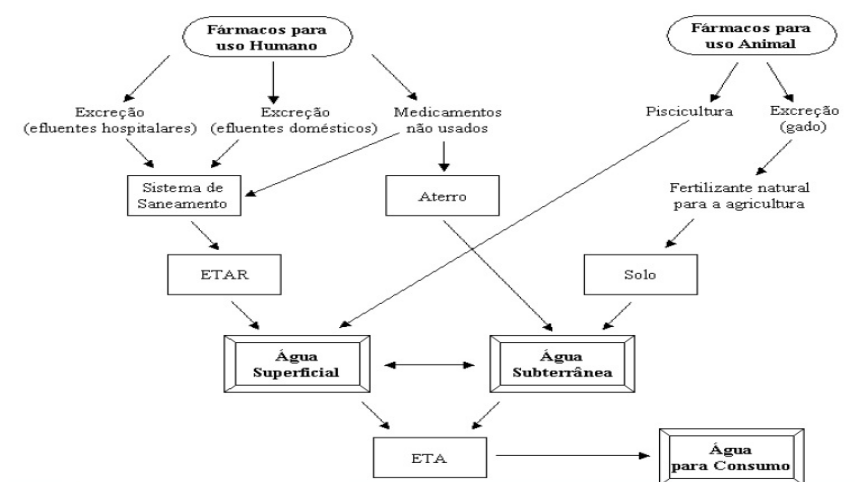 Fármacos para
uso Humano
Fármacos para
uso Animal
Excreção
(efluentes hospitalares)
Excreção
(efluentes domésticos)
Medicamentos
não usados
Piscicultura
Excreção
(gado)
Sistema de
Saneamento
Aterro
Fertilizante natural
para a agricultura
ETAR
Solo
Água
Superficial
Água
Subterrânea
ETA
Água
para Consumo